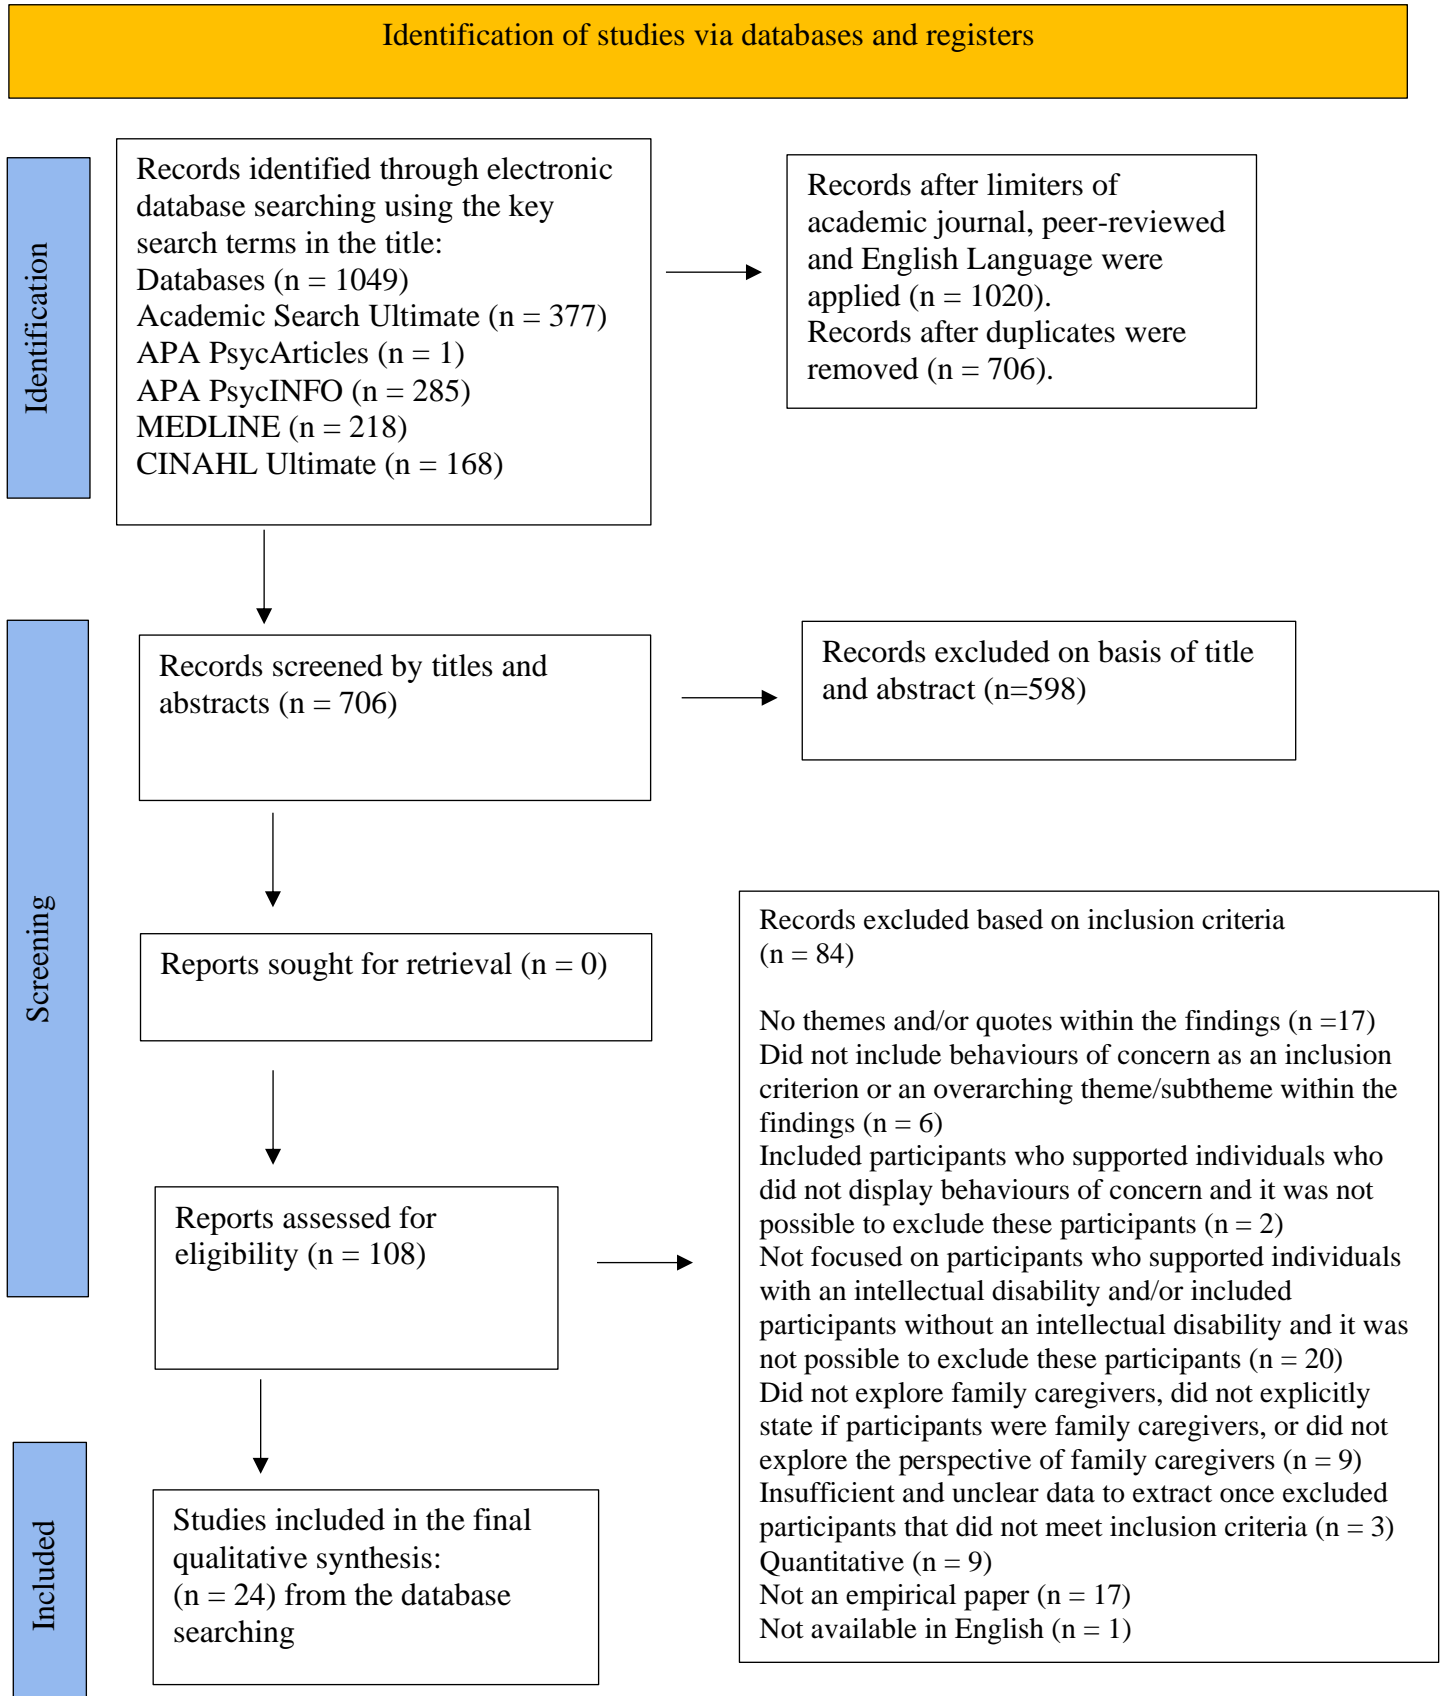 Identification of studies via databases and registers
Identification
Records identified through electronic
database searching using the key
search terms in the title:
Databases (n = 1049)
Academic Search Ultimate (n = 377)
APA PsycArticles (n = 1)
APA PsycINFO (n = 285)
MEDLINE (n = 218)
CINAHL Ultimate (n = 168)
Records after limiters of
academic journal, peer-reviewed
and English Language were
applied (n = 1020).
Records after duplicates were
removed (n = 706).
Screening
Records screened by titles and
abstracts (n = 706)
Records excluded on basis of title
and abstract (n=598)
Reports sought for retrieval (n = 0)
Reports assessed for
eligibility (n = 108)
Records excluded based on inclusion criteria
(n = 84)
No themes and/or quotes within the findings (n =17)
Did not include behaviours of concern as an inclusion
criterion or an overarching theme/subtheme within the
findings (n = 6)
Included participants who supported individuals who
did not display behaviours of concern and it was not
possible to exclude these participants (n = 2)
Not focused on participants who supported individuals
with an intellectual disability and/or included
participants without an intellectual disability and it was
not possible to exclude these participants (n = 20)
Did not explore family caregivers, did not explicitly
state if participants were family caregivers, or did not
explore the perspective of family caregivers (n = 9)
Insufficient and unclear data to extract once excluded
participants that did not meet inclusion criteria (n = 3)
Quantitative (n = 9)
Not an empirical paper (n = 17)
Not available in English (n = 1)
Included
Studies included in the final
qualitative synthesis:
(n = 24) from the database
searching